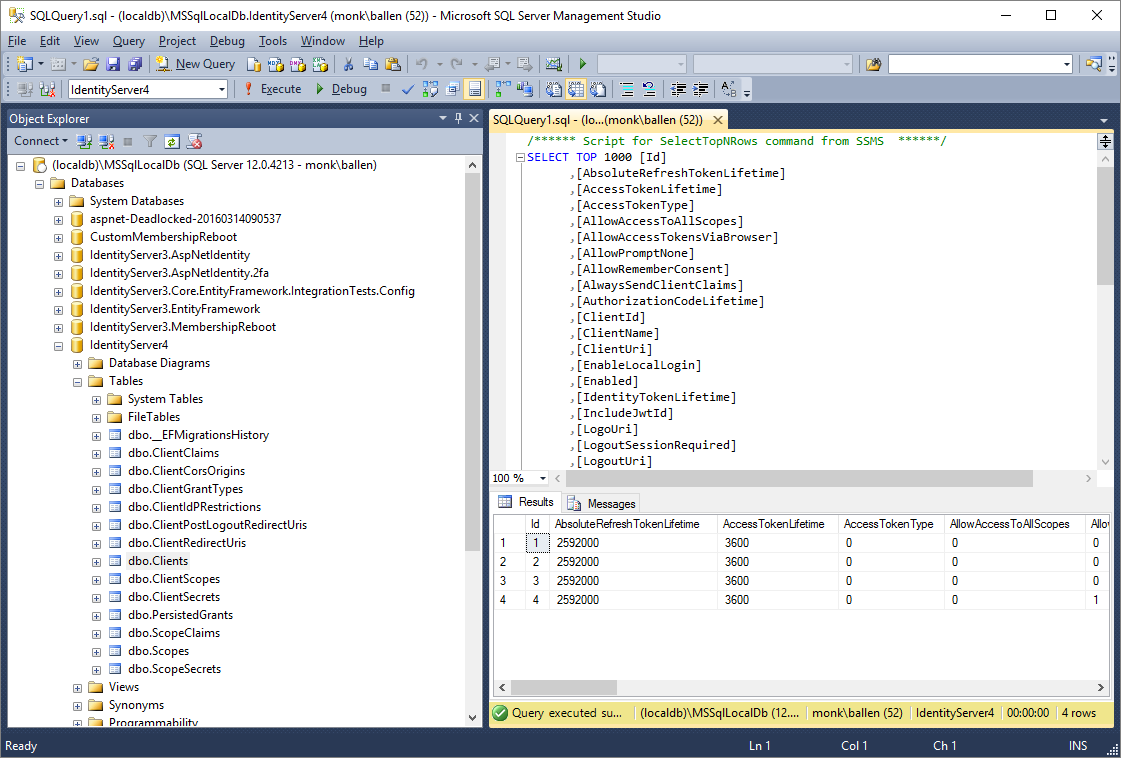 SQLQuery1.sql - (localdb)\MSSqlLocalDb.IdentityServer4 (monk\ballen (52)) - Microsoft SQL Server Management Studio
File Edit View Query Project Debug Tools Window Help
New Query
IdentityServer4 Execute Debug
Object Explorer
Connect
(localdb)\MSSqlLocalDb (SQL Server 12.0.4213 - monk\ballen)
Databases
System Databases
aspnet-Deadlocked-20160314090537
CustomMembershipReboot
IdentityServer3.AspNetIdentity
IdentityServer3.AspNetIdentity.2fa
IdentityServer3.Core.EntityFramework.IntegrationTests.Config
IdentityServer3.EntityFramework
IdentityServer3.MembershipReboot
IdentityServer4
Database Diagrams
Tables
System Tables
FileTables
dbo.__EFMigrationsHistory
dbo.ClientClaims
dbo.ClientCorsOrigins
dbo.ClientGrantTypes
dbo.ClientIdPRestrictions
dbo.ClientPostLogoutRedirectUris
dbo.ClientRedirectUris
dbo.Clients
dbo.ClientScopes
dbo.ClientSecrets
dbo.PersistedGrants
dbo.ScopeClaims
dbo.Scopes
dbo.ScopeSecrets
Views
Synonyms
Programmability
SQLQuery1.sql - (lo...(monk\ballen (52))
/****** Script for SelectTopNRows command from SSMS ******/
SELECT TOP 1000 [Id]
,[AbsoluteRefreshTokenLifetime]
,[AccessTokenLifetime]
,[AccessTokenType]
,[AllowAccessToAllScopes]
,[AllowAccessTokensViaBrowser]
,[AllowPromptNone]
,[AllowRememberConsent]
,[AlwaysSendClientClaims]
,[AuthorizationCodeLifetime]
,[ClientId]
,[ClientName]
,[ClientUri]
,[EnableLocalLogin]
,[Enabled]
,[IdentityTokenLifetime]
,[IncludeJwtId]
,[LogoUri]
,[LogoutSessionRequired]
,[LogoutUri]
100 %
Results Messages
Id AbsoluteRefreshTokenLifetime AccessTokenLifetime AccessTokenType AllowAccessToAllScopes Allow
1 1 2592000 3600 0 0 0
2 2 2592000 3600 0 0 0
3 3 2592000 3600 0 0 0
4 4 2592000 3600 0 0 1
Query executed su... (localdb)\MSSqlLocalDb (12.... monk\ballen (52) IdentityServer4 00:00:00 4 rows
Ready Ln 1 Col 1 Ch 1 INS